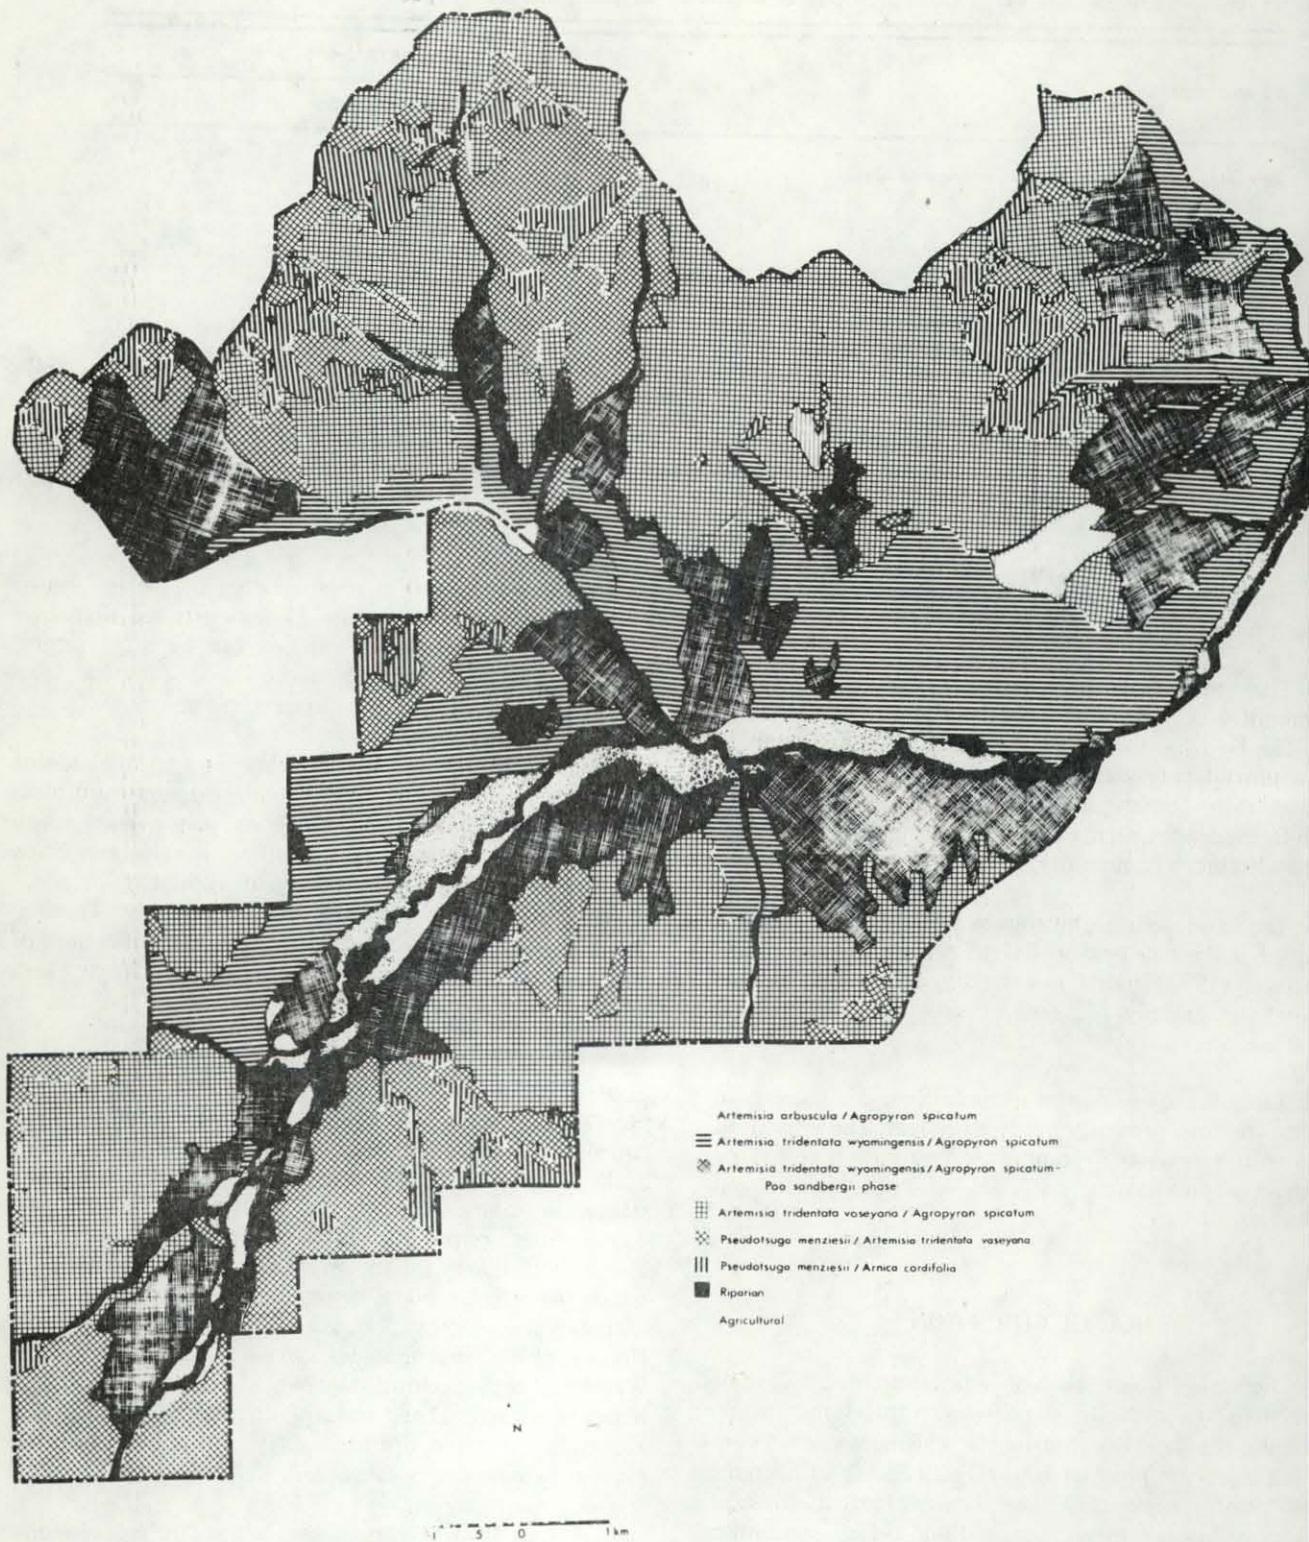 Artemisia arbuscula / Agropyron spicatum
Artemisia tridentata wyomingensis / Agropyron spicatum
Artemisia tridentata wyomingensis / Agropyron spicatum-
Poa sandbergii phase
Artemisia tridentata vaseyana / Agropyron spicatum
Pseudotsuga menziesii / Artemisia tridentata vaseyana
Pseudotsuga menziesii / Arnica cordifolia
Riparian
Agricultural
N
1 5 0 1 km